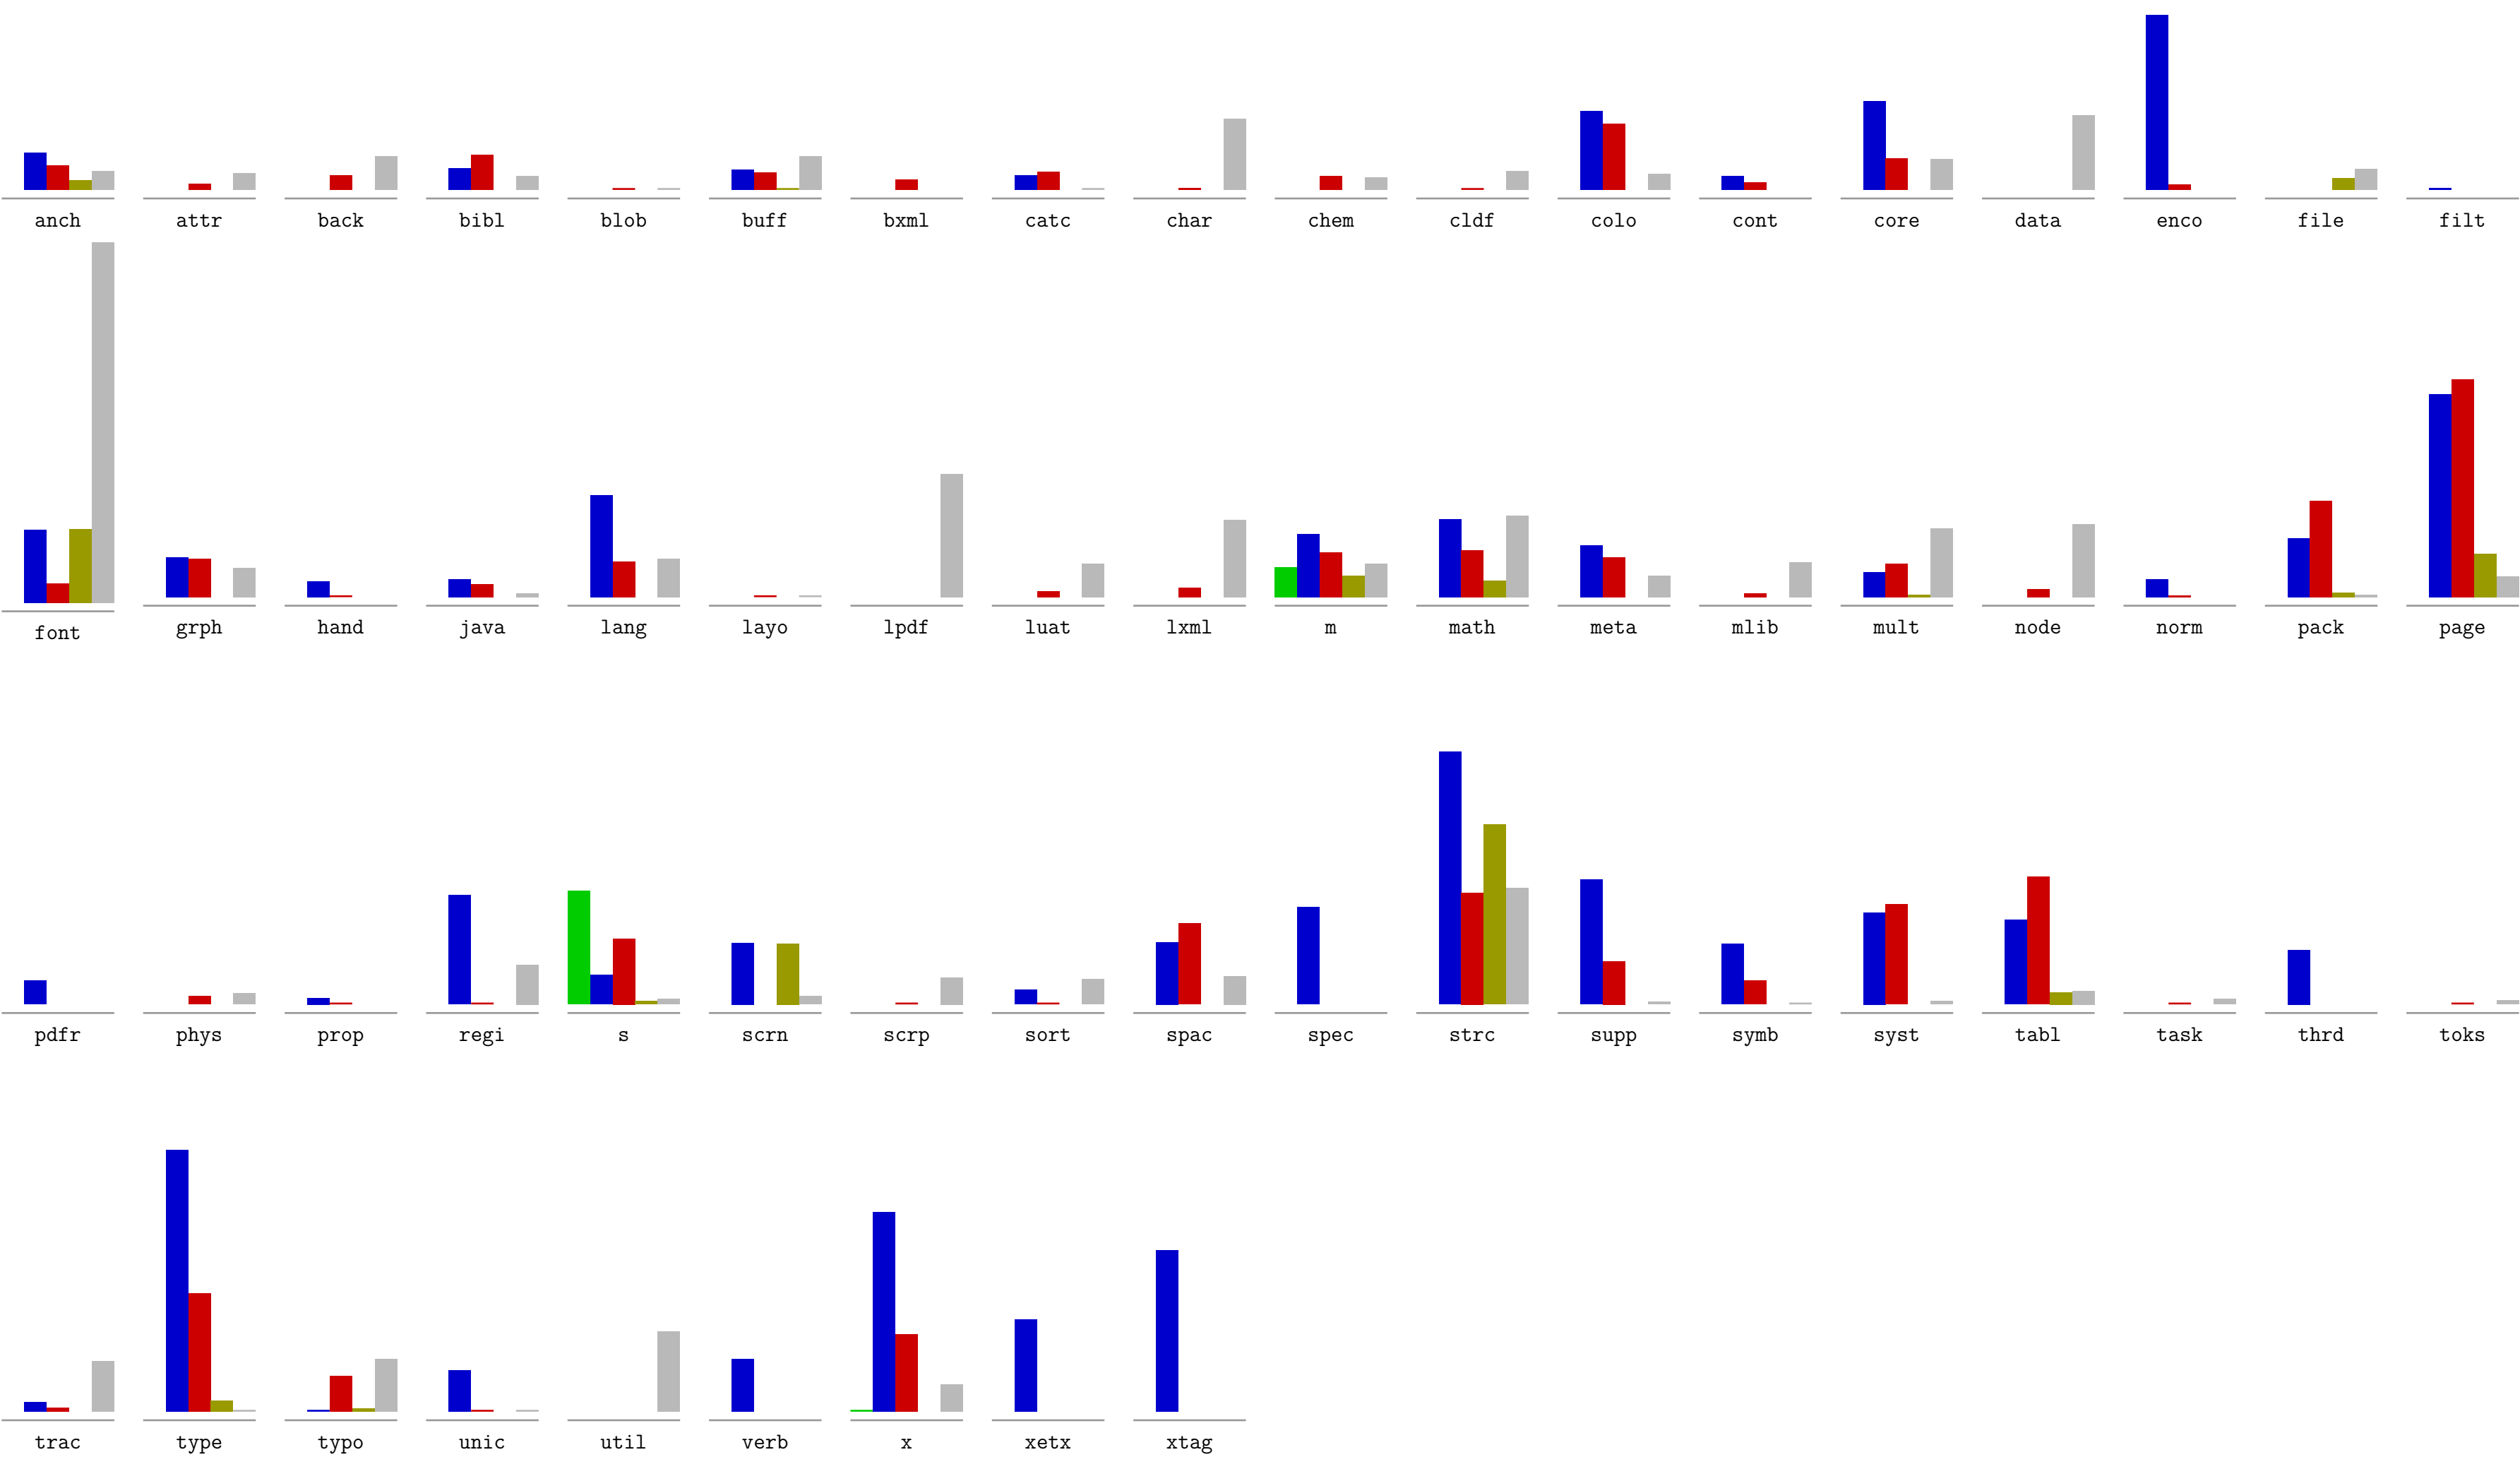 anch attr back bibl blob buff bxml catc char chem cldf colo cont core data enco file filt
font grph hand java lang layo lpdf luat lxml m math meta mlib mult node norm pack page
pdfr phys prop regi s scrn scrp sort spac spec strc supp symb syst tabl task thrd toks
trac type typo unic util verb x xetx xtag